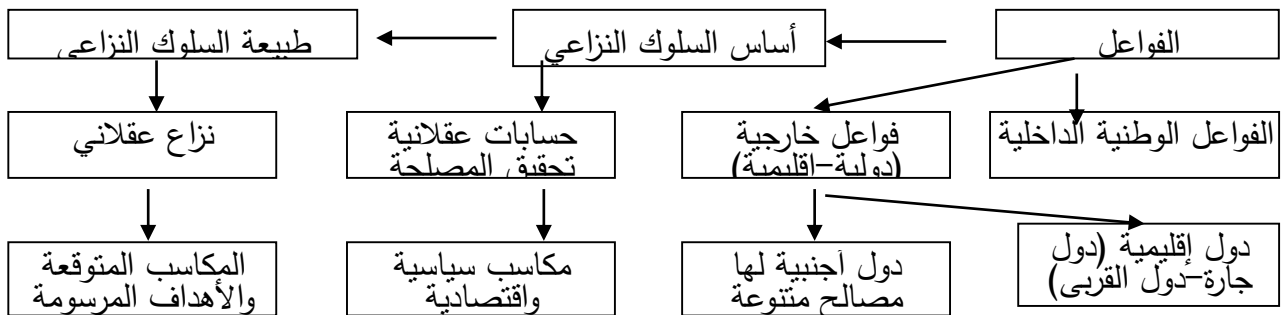 الفواعل
أساس السلوك النزاعي
طبيعة السلوك النزاعي
الفواعل الوطنية الداخلية
فواعل خارجية
(دولية-اقليمية)
حسابات عقلانية
تحقيق المصلحة
نزاع عقلاني
دول إقليمية (دول
جارة-دول القربى)
دول أجنبية لها
مصالح متنوعة
مكاسب سياسية
واقتصادية
المكاسب المتوقعة
والأهداف المرسومة